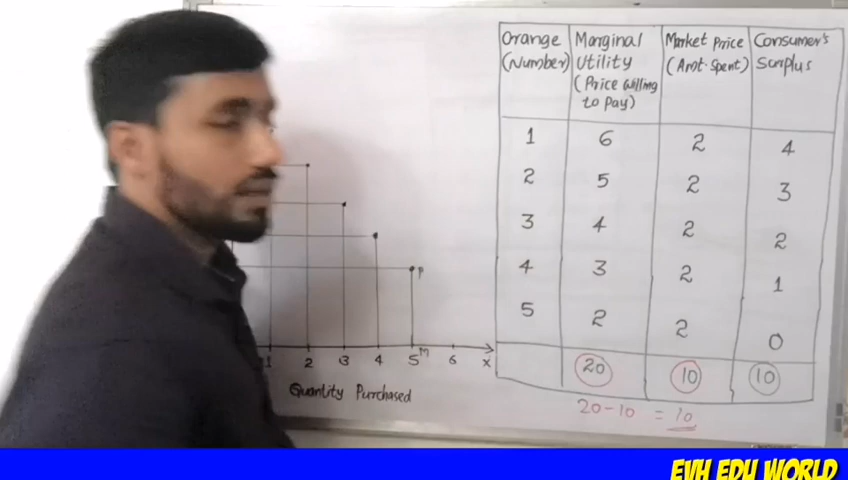 Orange
(Number)
Marginal
Utility
(Price Willing
to Pay)
Market Price
(Amt. Spent)
Consumer's
Surplus
1 6 2 4
2 5 2 3
3 4 2 2
4 3 2 1
5 2 2 0
20 10 10
20-10 = 10
P
M
1 2 3 4 5 6 X
Quantity Purchased
EVH EDU WORLD